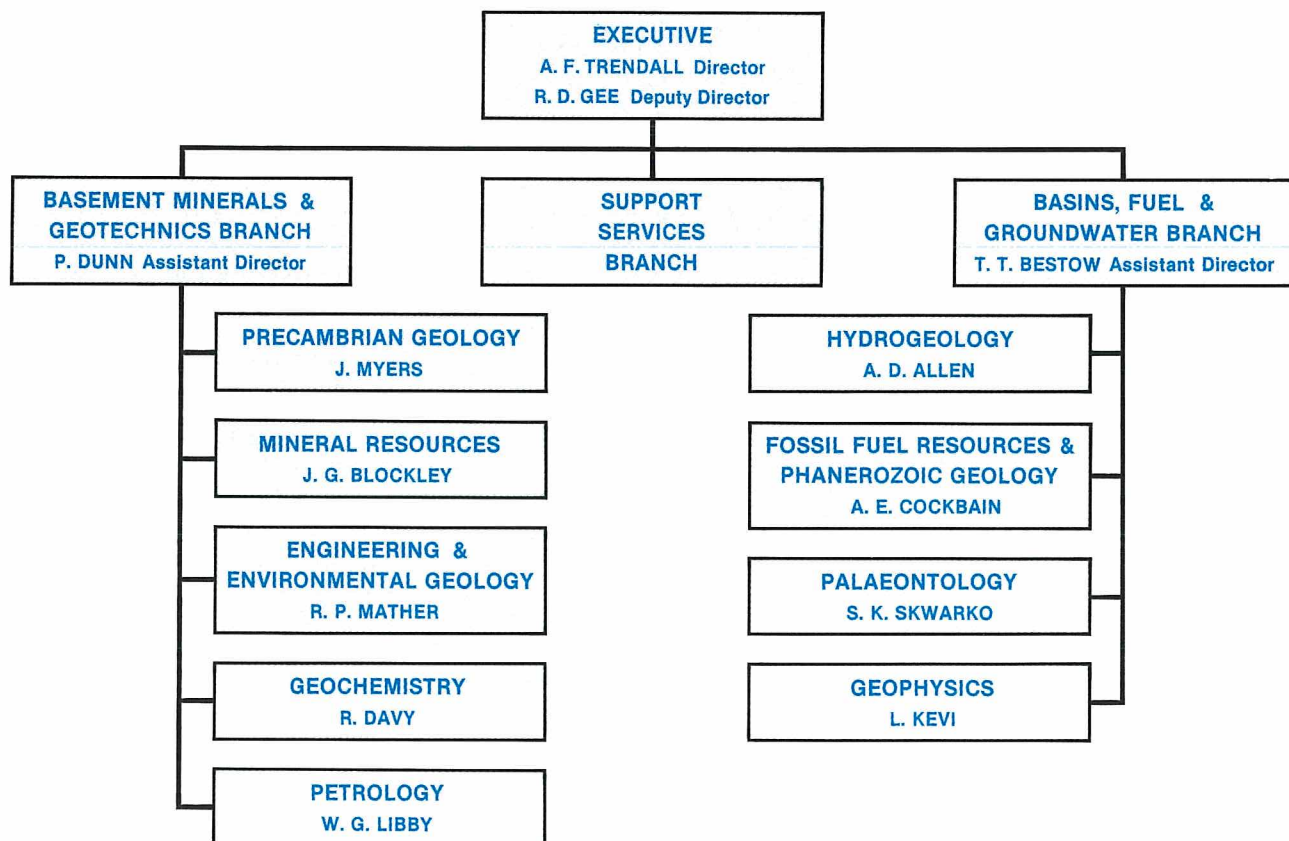 EXECUTIVE
A. F. TRENDALL Director
R. D. GEE Deputy Director
BASEMENT MINERALS &
GEOTECHNICS BRANCH
P. DUNN Assistant Director
SUPPORT
SERVICES
BRANCH
BASINS, FUEL &
GROUNDWATER BRANCH
T. T. BESTOW Assistant Director
PRECAMBRIAN GEOLOGY
J. MYERS
MINERAL RESOURCES
J. G. BLOCKLEY
ENGINEERING &
ENVIRONMENTAL GEOLOGY
R. P. MATHER
GEOCHEMISTRY
R. DAVY
PETROLOGY
W. G. LIBBY
HYDROGEOLOGY
A. D. ALLEN
FOSSIL FUEL RESOURCES &
PHANEROZOIC GEOLOGY
A. E. COCKBAIN
PALAEONTOLOGY
S. K. SKWARKO
GEOPHYSICS
L. KEVI